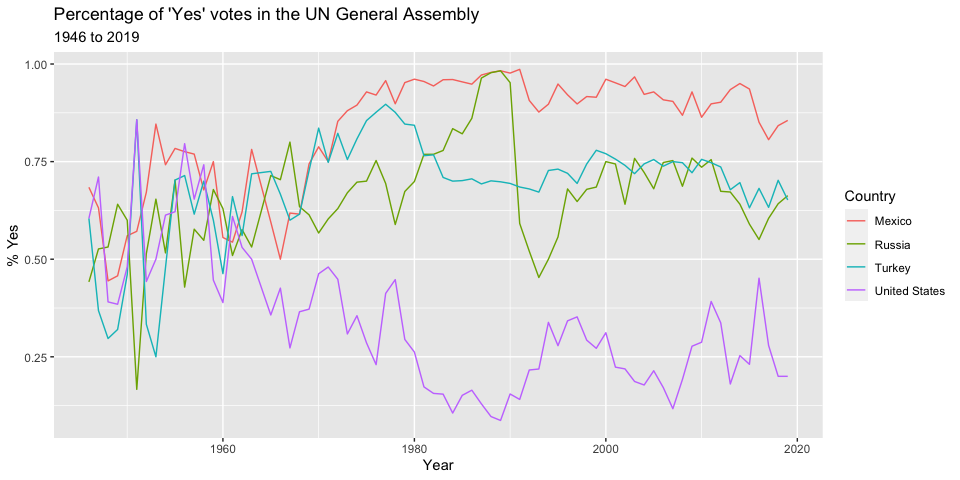 Percentage of 'Yes' votes in the UN General Assembly
1946 to 2019
1.00
0.75
0.50
0.25
% Yes
1960
1980
2000
2020
Year
Country
Mexico
Russia
Turkey
United States